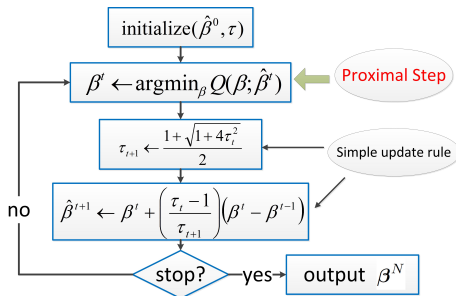 initialize(β̂⁰, τ)
βᵗ ← argmin_β Q(β; β̂ᵗ)
Proximal Step
τ_{t+1} ← (1 + √(1 + 4τ_t²)) / 2
Simple update rule
β̂ᵗ⁺¹ ← βᵗ + ((τ_t − 1) / τ_{t+1}) (βᵗ − βᵗ⁻¹)
no
stop?
yes
output βᴺ